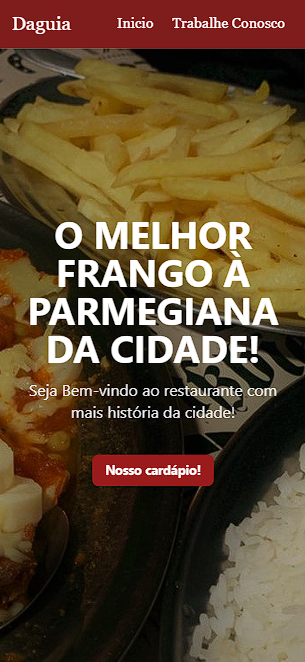 Daguia Inicio Trabalhe Conosco
O MELHOR
FRANGO À
PARMEGIANA
DA CIDADE!
Seja Bem-vindo ao restaurante com
mais história da cidade!
Nosso cardápio!